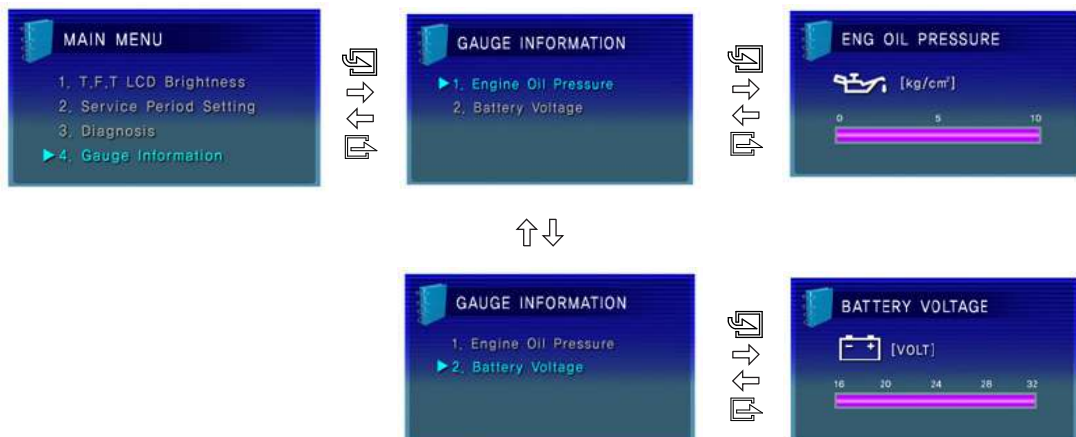 MAIN MENU
1. T.F.T LCD Brightness
2. Service Period Setting
3. Diagnosis
▶4. Gauge Information
GAUGE INFORMATION
▶1. Engine Oil Pressure
2. Battery Voltage
ENG OIL PRESSURE
[kg/cm²]
0 5 10
GAUGE INFORMATION
1. Engine Oil Pressure
▶2. Battery Voltage
BATTERY VOLTAGE
[VOLT]
16 20 24 28 32